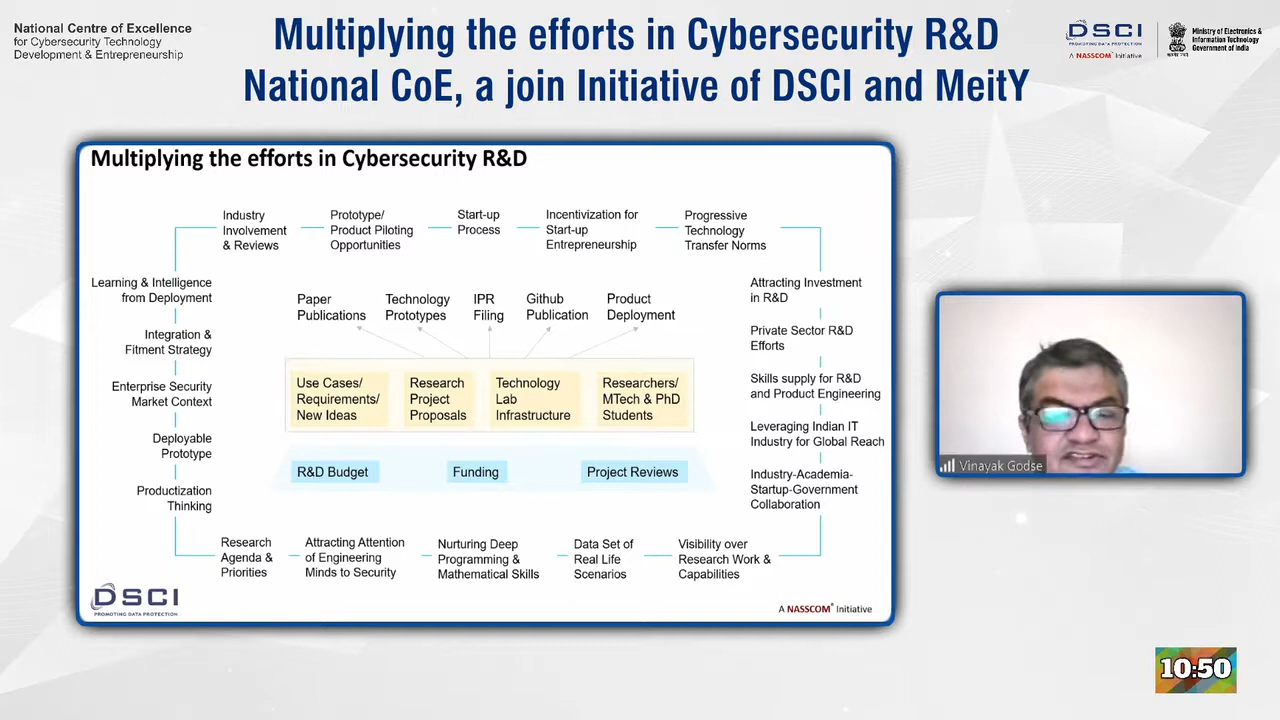 National Centre of Excellence
for Cybersecurity Technology
Development & Entrepreneurship
Multiplying the efforts in Cybersecurity R&D
National CoE, a join Initiative of DSCI and MeitY
DSCI
PROMOTING DATA PROTECTION
A NASSCOM® Initiative
Ministry of Electronics &
Information Technology
Government of India
Multiplying the efforts in Cybersecurity R&D
Industry
Involvement
& Reviews
Prototype/
Product Piloting
Opportunities
Start-up
Process
Incentivization for
Start-up
Entrepreneurship
Progressive
Technology
Transfer Norms
Learning & Intelligence
from Deployment
Integration &
Fitment Strategy
Enterprise Security
Market Context
Deployable
Prototype
Productization
Thinking
Paper
Publications
Technology
Prototypes
IPR
Filing
Github
Publication
Product
Deployment
Use Cases/
Requirements/
New Ideas
Research
Project
Proposals
Technology
Lab
Infrastructure
Researchers/
MTech & PhD
Students
R&D Budget
Funding
Project Reviews
Attracting Investment
in R&D
Private Sector R&D
Efforts
Skills supply for R&D
and Product Engineering
Leveraging Indian IT
Industry for Global Reach
Industry-Academia-
Startup-Government
Collaboration
Research
Agenda &
Priorities
Attracting Attention
of Engineering
Minds to Security
Nurturing Deep
Programming &
Mathematical Skills
Data Set of
Real Life
Scenarios
Visibility over
Research Work &
Capabilities
DSCI
PROMOTING DATA PROTECTION
A NASSCOM® Initiative
Vinayak Godse
10:50